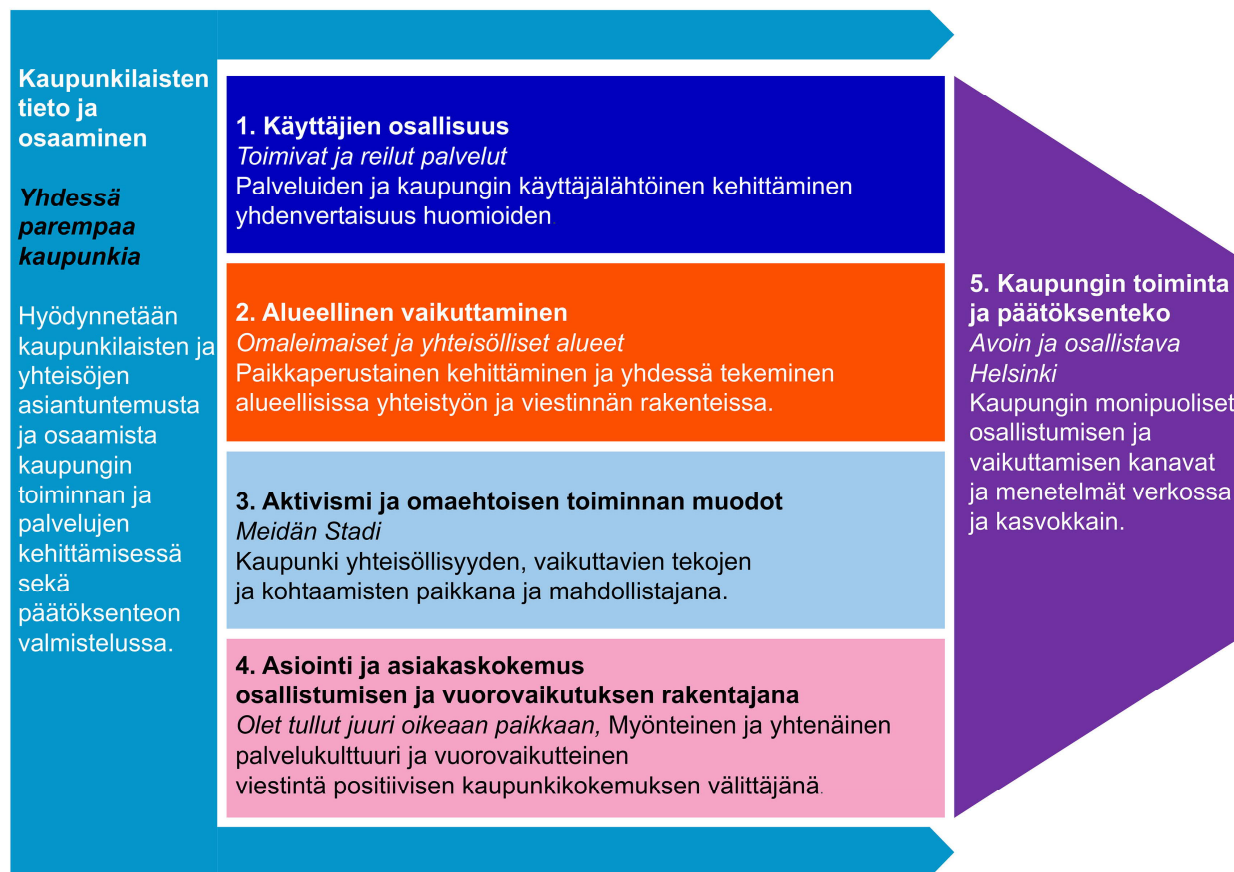 Kaupunkilaisten
tieto ja
osaaminen
Yhdessä
parempaa
kaupunkia
Hyödynnetään
kaupunkilaisten ja
yhteisöjen
asiantuntemusta
ja osaamista
kaupungin
toiminnan ja
palvelujen
kehittämisessä
sekä
päätöksenteon
valmistelussa.
1. Käyttäjien osallisuus
Toimivat ja reilut palvelut
Palveluiden ja kaupungin käyttäjälähtöinen kehittäminen
yhdenvertaisuus huomioiden
2. Alueellinen vaikuttaminen
Omaleimaiset ja yhteisölliset alueet
Paikkaperustainen kehittäminen ja yhdessä tekeminen
alueellisissa yhteistyön ja viestinnän rakenteissa.
3. Aktivismi ja omaehtoisen toiminnan muodot
Meidän Stadi
Kaupunki yhteisöllisyyden, vaikuttavien tekojen
ja kohtaamisten paikkana ja mahdollistajana.
4. Asiointi ja asiakaskokemus
osallistumisen ja vuorovaikutuksen rakentajana
Olet tullut juuri oikeaan paikkaan, Myönteinen ja yhtenäinen
palvelukulttuuri ja vuorovaikutteinen
viestintä positiivisen kaupunkikokemuksen välittäjänä.
5. Kaupungin toiminta
ja päätöksenteko
Avoin ja osallistava
Helsinki
Kaupungin monipuoliset
osallistumisen ja
vaikuttamisen kanavat
ja menetelmät verkossa
ja kasvokkain.